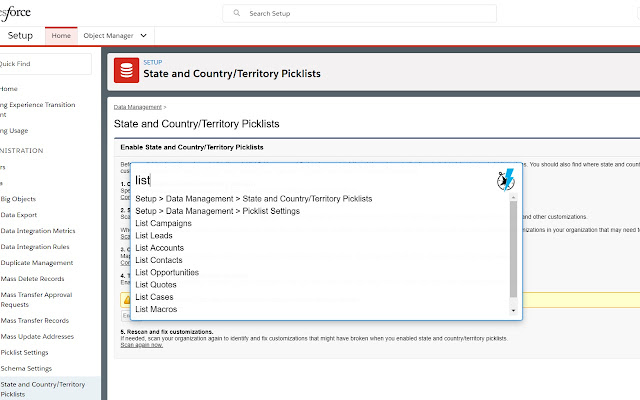 esforce
Search Setup
Setup
Home
Object Manager
Quick Find
Home
ing Experience Transition
ent
ing Usage
INISTRATION
rs
a
Big Objects
Data Export
Data Integration Metrics
Data Integration Rules
Duplicate Management
Mass Delete Records
Mass Transfer Approval
Requests
Mass Transfer Records
Mass Update Addresses
Picklist Settings
Schema Settings
State and Country/Territory
Picklists
SETUP
State and Country/Territory Picklists
Data Management >
State and Country/Territory Picklists
Enable State and Country/Territory Picklists
You should also find where state and coun
list
Setup > Data Management > State and Country/Territory Picklists
Setup > Data Management > Picklist Settings
List Campaigns
List Leads
List Accounts
List Contacts
List Opportunities
List Quotes
List Cases
List Macros
and other customizations.
izations in your organization that may need to
5. Rescan and fix customizations.
If needed, scan your organization again to identify and fix customizations that might have broken when you enabled state and country/territory picklists.
Scan again now.